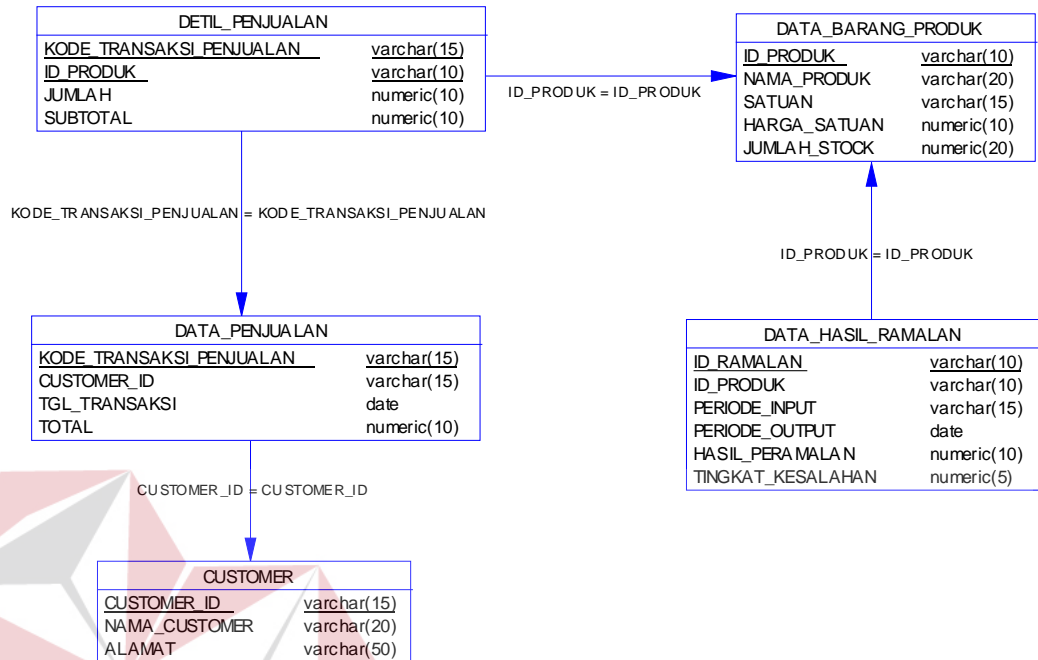 DETIL_PENJUALAN
KODE_TRANSAKSI_PENJUALAN varchar(15)
ID_PRODUK varchar(10)
JUMLAH numeric(10)
SUBTOTAL numeric(10)
DATA_BARANG_PRODUK
ID_PRODUK varchar(10)
NAMA_PRODUK varchar(20)
SATUAN varchar(15)
HARGA_SATUAN numeric(10)
JUMLAH_STOCK numeric(20)
ID_PRODUK = ID_PRODUK
KODE_TRANSAKSI_PENJUALAN = KODE_TRANSAKSI_PENJUALAN
ID_PRODUK = ID_PRODUK
DATA_PENJUALAN
KODE_TRANSAKSI_PENJUALAN varchar(15)
CUSTOMER_ID varchar(15)
TGL_TRANSAKSI date
TOTAL numeric(10)
DATA_HASIL_RAMALAN
ID_RAMALAN varchar(10)
ID_PRODUK varchar(10)
PERIODE_INPUT varchar(15)
PERIODE_OUTPUT date
HASIL_PERAMALAN numeric(10)
TINGKAT_KESALAHAN numeric(5)
CUSTOMER_ID = CUSTOMER_ID
CUSTOMER
CUSTOMER_ID varchar(15)
NAMA_CUSTOMER varchar(20)
ALAMAT varchar(50)